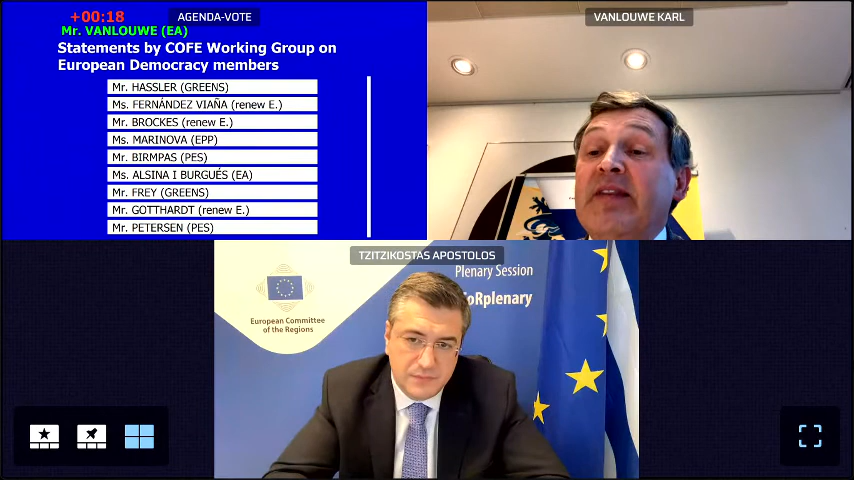 +00:18
AGENDA-VOTE
Mr. VANLOUWE (EA)
Statements by COFE Working Group on
European Democracy members
Mr. HASSLER (GREENS)
Ms. FERNÁNDEZ VIAÑA (renew E.)
Mr. BROCKES (renew E.)
Ms. MARINOVA (EPP)
Mr. BIRMPAS (PES)
Ms. ALSINA I BURGUÉS (EA)
Mr. FREY (GREENS)
Mr. GOTTHARDT (renew E.)
Mr. PETERSEN (PES)
VANLOUWE KARL
TZITZIKOSTAS APOSTOLOS
Plenary Session
oRplenary
European Committee
of the Regions